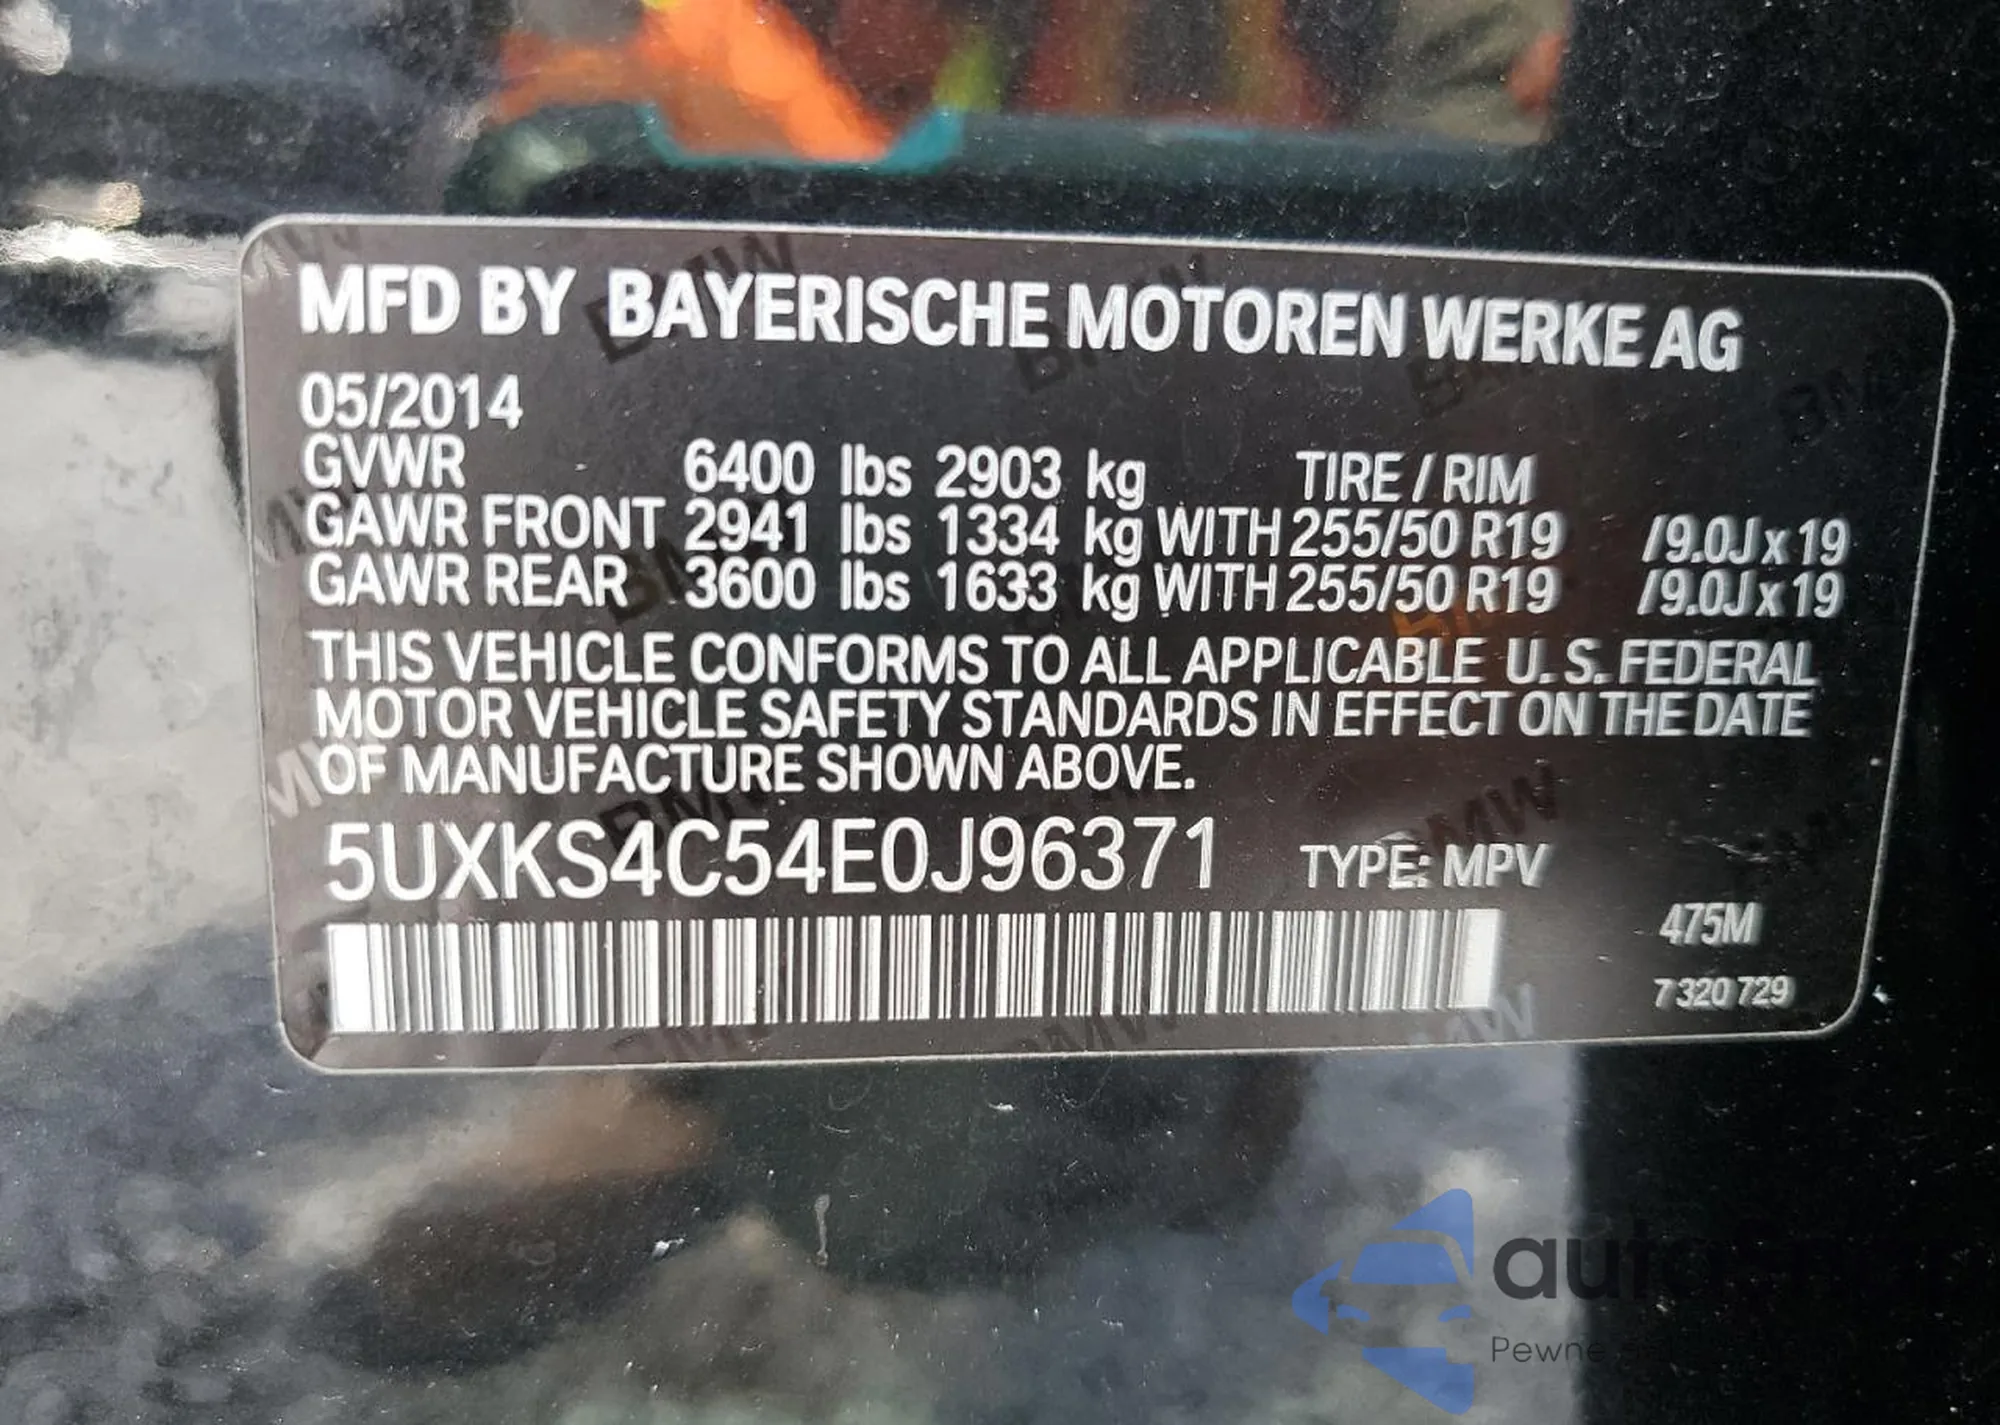 MFD BY BAYERISCHE MOTOREN WERKE AG
05/2014
GVWR 6400 lbs 2903 kg TIRE / RIM
GAWR FRONT 2941 lbs 1334 kg WITH 255/50 R19 /9.0J x 19
GAWR REAR 3600 lbs 1633 kg WITH 255/50 R19 /9.0J x 19
THIS VEHICLE CONFORMS TO ALL APPLICABLE U.S. FEDERAL
MOTOR VEHICLE SAFETY STANDARDS IN EFFECT ON THE DATE
OF MANUFACTURE SHOWN ABOVE.
5UXKS4C54E0J96371 TYPE: MPV
475M
7 320 729
Pewne